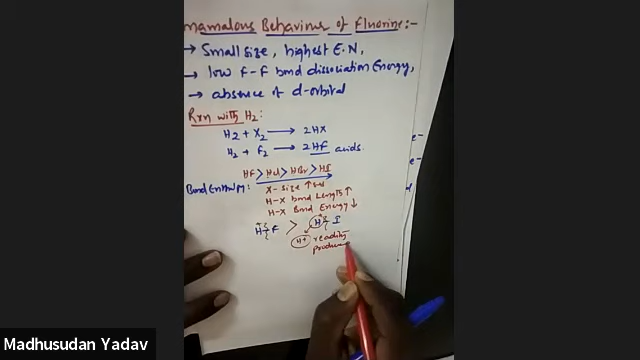 Anamalous Behaviour of Fluorine:-
→ Small size, highest E.N,
→ low F-F bond dissociation Energy,
→ absence of d-orbital
Rxn with H2:
H2 + X2 → 2HX
H2 + F2 → 2HF acids.
HF > HCl > HBr > HI
Bond Enthalpy:
X- size ↑
H-X bond length ↑
H-X Bond Energy ↓
H-F > H-I
H+ readily
produce
e-
e-
Madhusudan Yadav